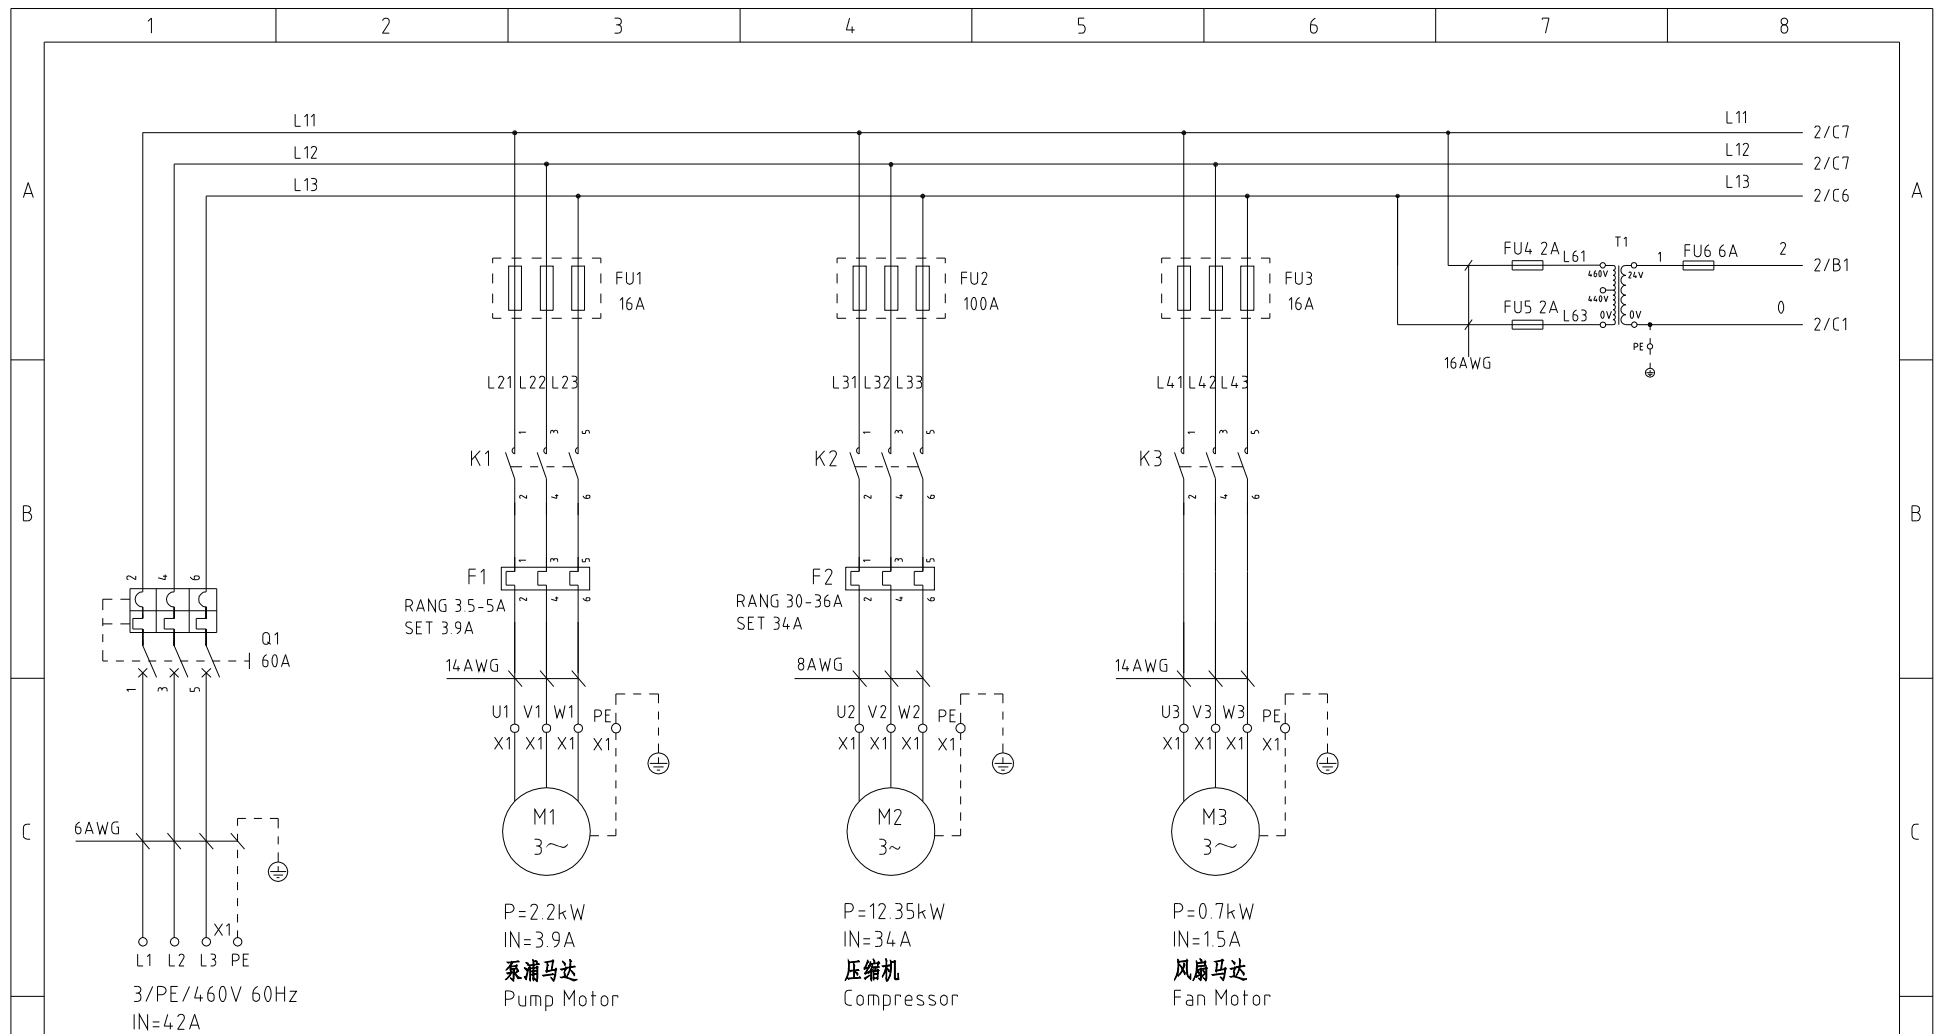 1 2 3 4 5 6 7 8
L11 L11 2/C7
L12 L12 2/C7
A L13 L13 2/C6 A
FU1
16A
FU2
100A
FU3
16A
FU4 2A L61 T1 1 FU6 6A 2 2/B1
460V 24V
440V
FU5 2A L63 0V 0V 0 2/C1
PE
16AWG
L21 L22 L23 L31 L32 L33 L41 L42 L43
1 3 5 1 3 5 1 3 5
K1 K2 K3
2 4 6 2 4 6 2 4 6
B B
1 3 5 1 3 5
F1 F2
2 4 6 2 4 6
RANG 3.5-5A
SET 3.9A
RANG 30-36A
SET 34A
2 4 6
Q1
60A
1 3 5
14AWG 8AWG 14AWG
U1 V1 W1 PE U2 V2 W2 PE U3 V3 W3 PE
X1 X1 X1 X1 X1 X1 X1 X1 X1 X1 X1 X1
C 6AWG C
M1
3~
M2
3~
M3
3~
X1
L1 L2 L3 PE
3/PE/460V 60Hz
IN=42A
P=2.2kW
IN=3.9A
泵浦马达
Pump Motor
P=12.35kW
IN=34A
压缩机
Compressor
P=0.7kW
IN=1.5A
风扇马达
Fan Motor